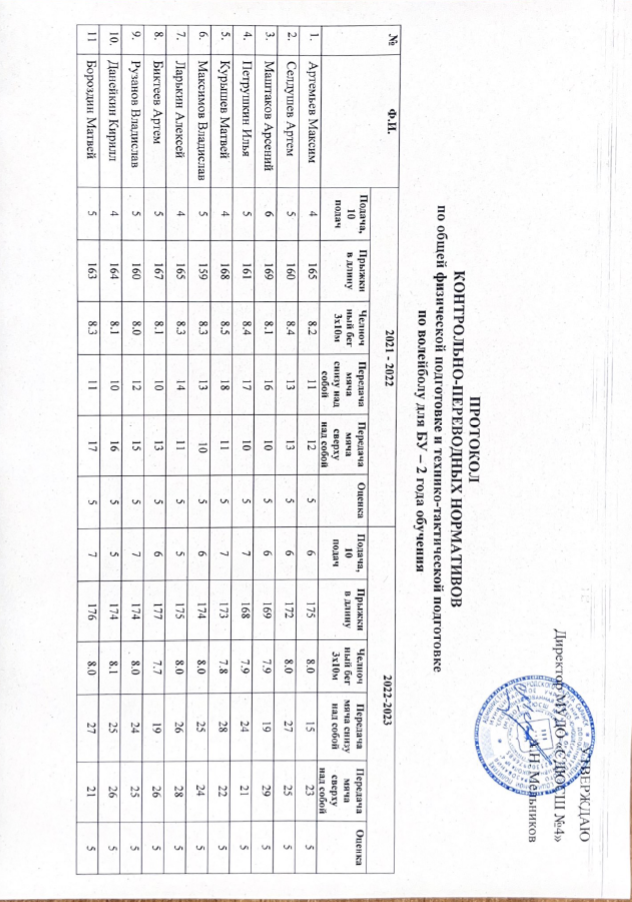 УТВЕРЖДАЮ
Директор МУДО «СДЮСШ №4»
А.Н. Мельников
ПРОТОКОЛ
КОНТРОЛЬНО-ПЕРЕВОДНЫХ НОРМАТИВОВ
по общей физической подготовке и технико-тактической подготовке
по волейболу для БУ – 2 года обучения
№ Ф.И. 2021 - 2022 2022-2023
Подача, 10 подач Прыжки в длину Челноч ный бег 3х10м Передача мяча снизу над собой Передача мяча сверху над собой Оценка Подача, 10 подач Прыжки в длину Челноч ный бег 3х10м Передача мяча снизу над собой Передача мяча сверху над собой Оценка
1. Артемьев Максим 4 165 8.2 11 12 5 6 175 8.0 15 23 5
2. Селдушев Артем 5 160 8.4 13 13 5 6 172 8.0 27 25 5
3. Маштаков Арсений 6 169 8.1 16 10 5 6 169 7.9 19 29 5
4. Петрушкин Илья 5 161 8.4 17 10 5 7 168 7.9 24 21 5
5. Курышев Матвей 4 168 8.5 18 11 5 7 173 7.8 28 22 5
6. Максимов Владислав 5 159 8.3 13 10 5 6 174 8.0 25 24 5
7. Ларькин Алексей 4 165 8.3 14 11 5 5 175 8.0 26 28 5
8. Биктеев Артем 5 167 8.1 10 13 5 6 177 7.7 19 26 5
9. Рузанов Владислав 5 160 8.0 12 15 5 7 174 8.0 24 25 5
10. Данейкин Кирилл 4 164 8.1 10 16 5 5 174 8.1 25 26 5
11 Бороздин Матвей 5 163 8.3 11 17 5 7 176 8.0 27 21 5